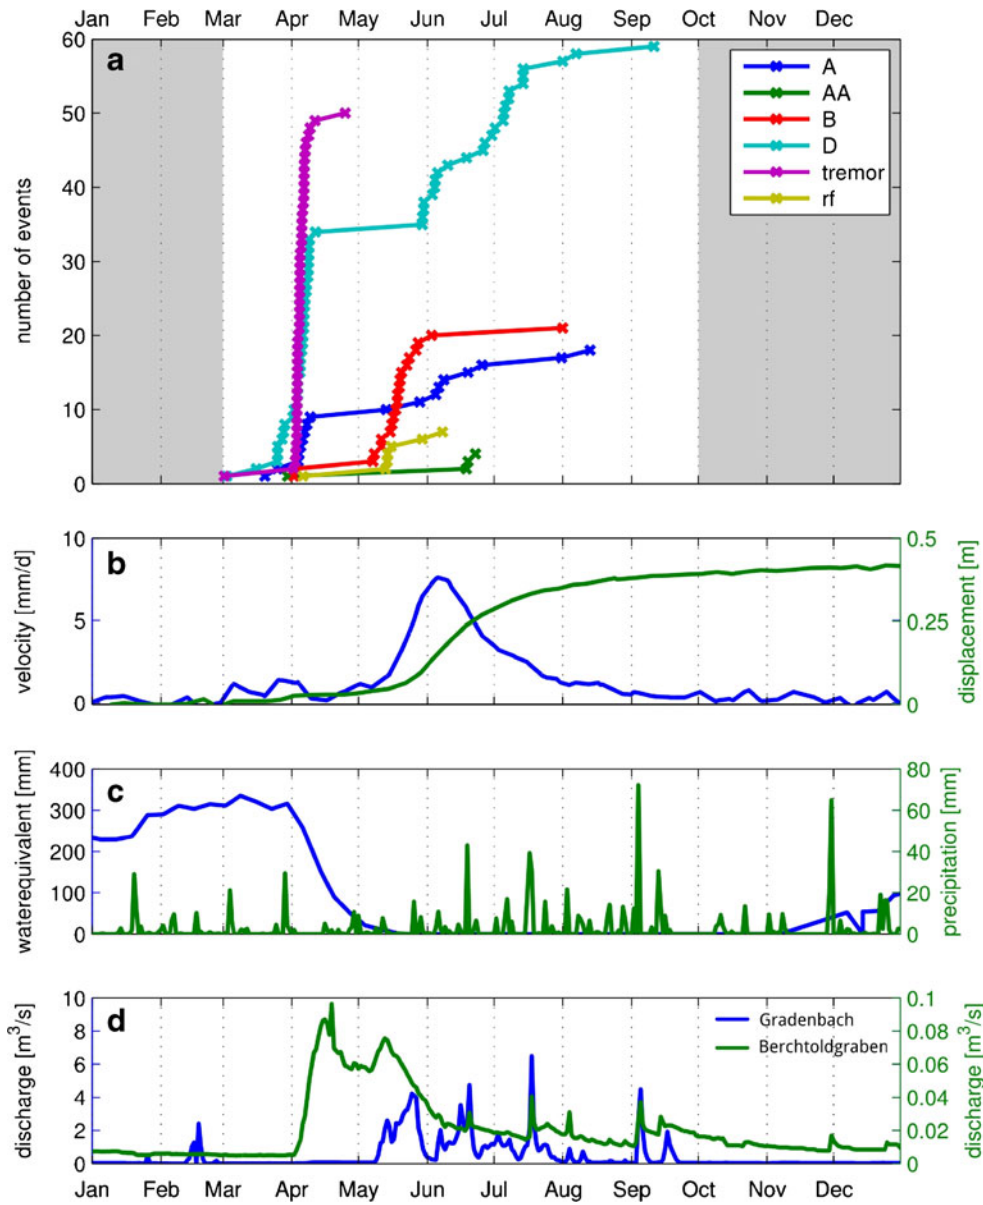 Jan Feb Mar Apr May Jun Jul Aug Sep Oct Nov Dec
a
60
50
40
30
20
10
0
number of events
A
AA
B
D
tremor
rf
b
10
5
0
velocity [mm/d]
0.5
0.25
0
displacement [m]
c
400
300
200
100
0
waterequivalent [mm]
80
60
40
20
0
precipitation [mm]
d
10
8
6
4
2
0
discharge [m³/s]
Gradenbach
Berchtoldgraben
0.1
0.08
0.06
0.04
0.02
0
discharge [m³/s]
Jan Feb Mar Apr May Jun Jul Aug Sep Oct Nov Dec